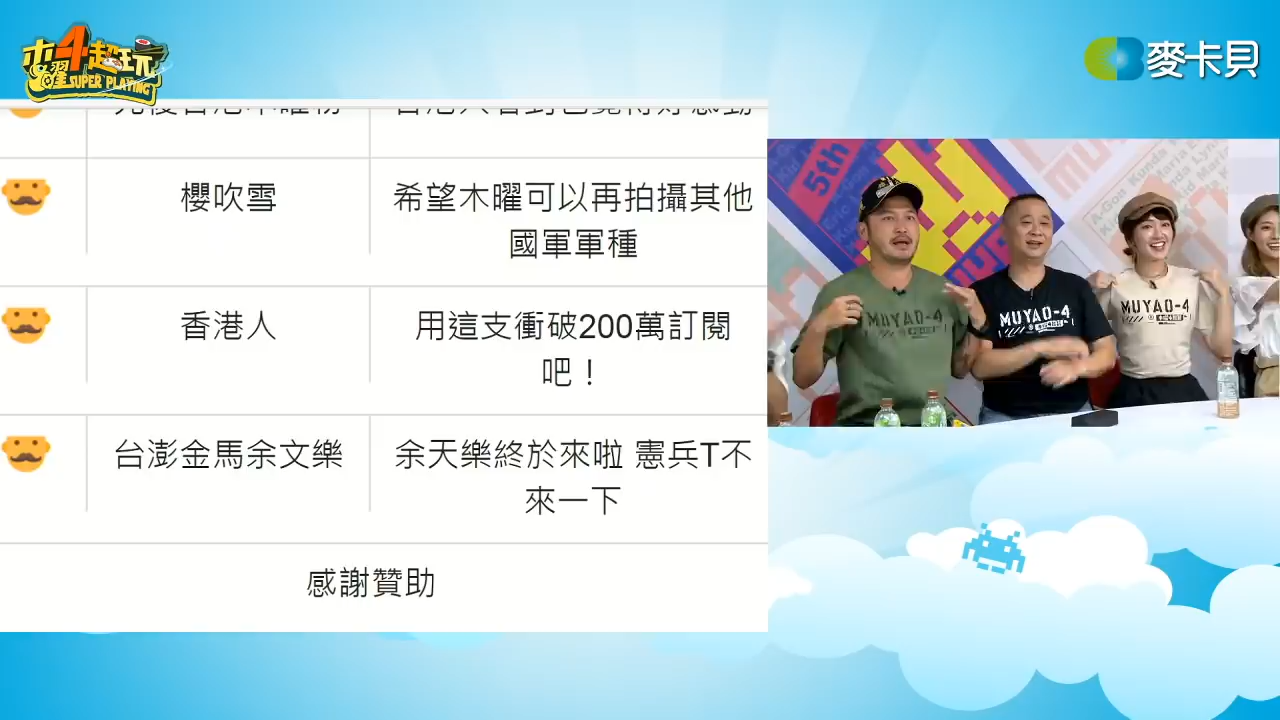 木曜4超玩
SUPER PLAYING
麥卡貝
櫻吹雪
希望木曜可以再拍攝其他
國軍軍種
香港人
用這支衝破200萬訂閱
吧！
台澎金馬余文樂
余天樂終於來啦 憲兵T不
來一下
感謝贊助
5th
MUYAO-4
MUYAO-4
MUYAO-4